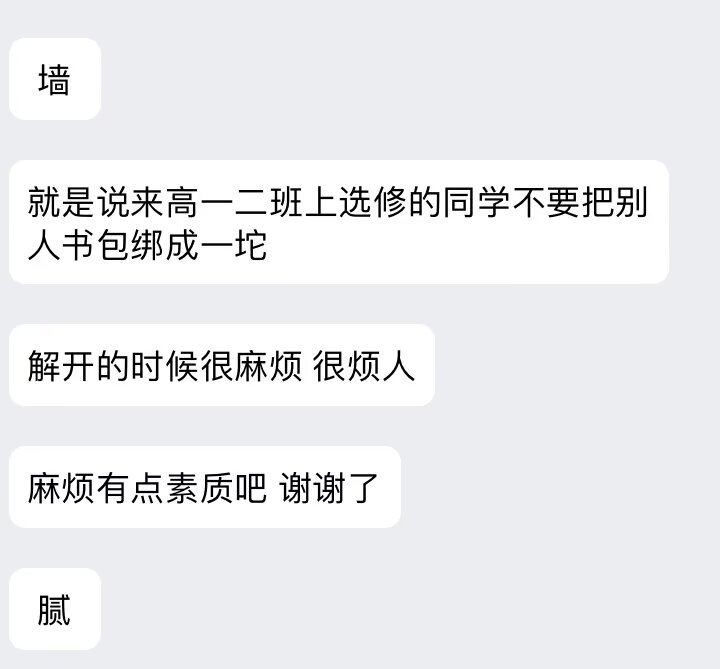 墙
就是说来高一二班上选修的同学不要把别
人书包绑成一坨
解开的时候很麻烦 很烦人
麻烦有点素质吧 谢谢了
腻